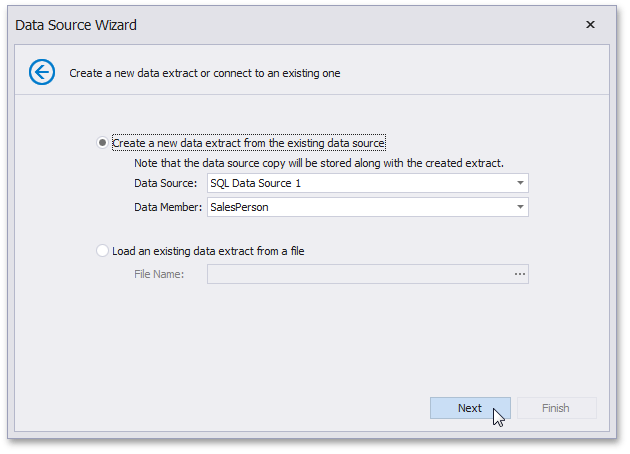 Data Source Wizard
Create a new data extract or connect to an existing one
Create a new data extract from the existing data source
Note that the data source copy will be stored along with the created extract.
Data Source: SQL Data Source 1
Data Member: SalesPerson
Load an existing data extract from a file
File Name:
Next Finish